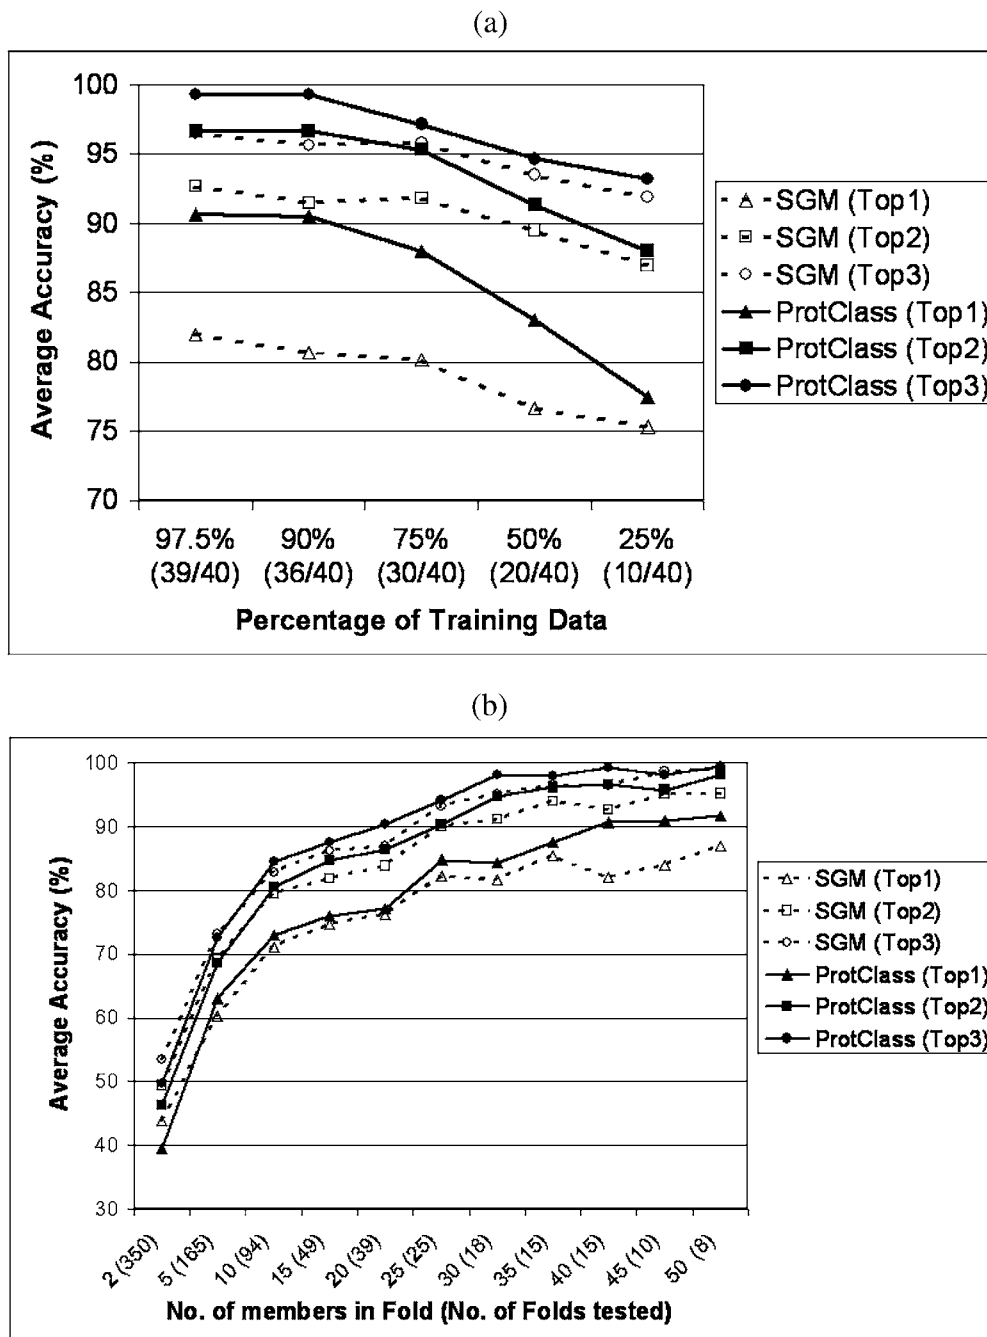 (a)
100
95
90
85
80
75
70
Average Accuracy (%)
97.5% 90% 75% 50% 25%
(39/40) (36/40) (30/40) (20/40) (10/40)
Percentage of Training Data
SGM (Top1)
SGM (Top2)
SGM (Top3)
ProtClass (Top1)
ProtClass (Top2)
ProtClass (Top3)
(b)
100
90
80
70
60
50
40
30
Average Accuracy (%)
2 (350) 5 (165) 10 (94) 15 (49) 20 (39) 25 (25) 30 (18) 35 (15) 40 (15) 45 (10) 50 (8)
No. of members in Fold (No. of Folds tested)
SGM (Top1)
SGM (Top2)
SGM (Top3)
ProtClass (Top1)
ProtClass (Top2)
ProtClass (Top3)